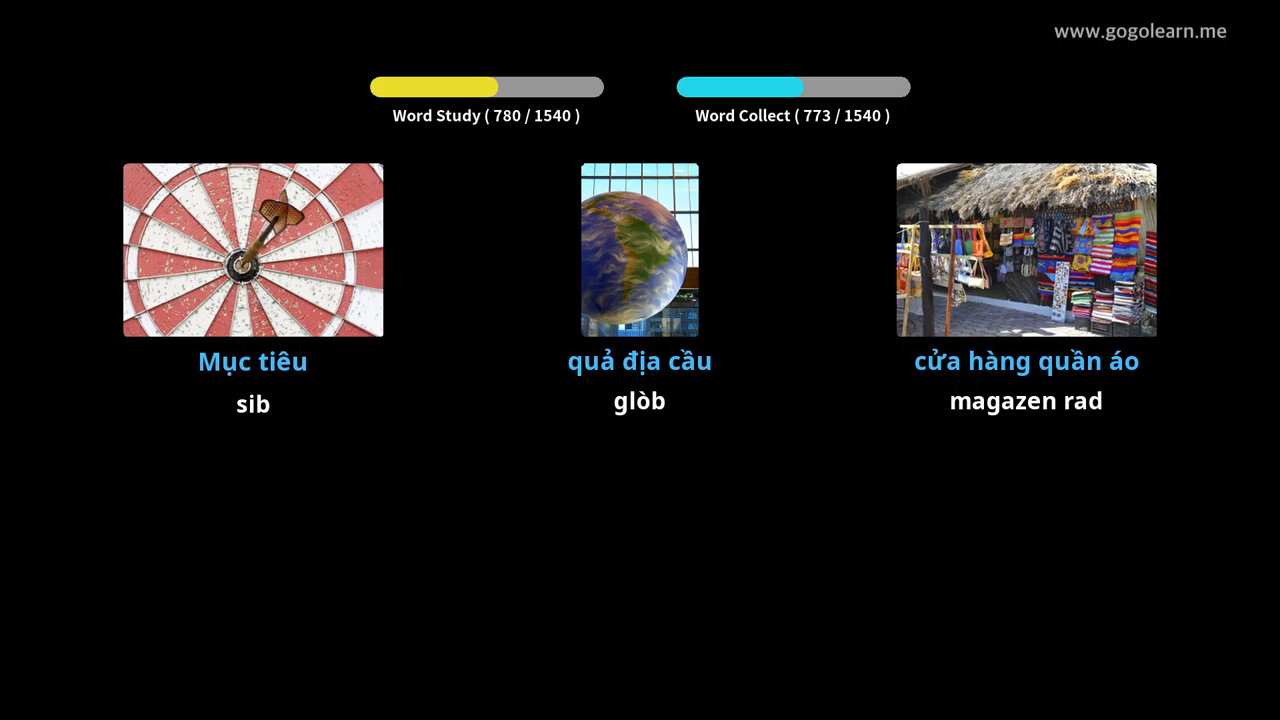 www.gogolearn.me
Word Study ( 780 / 1540 )
Word Collect ( 773 / 1540 )
Mục tiêu
quả địa cầu
cửa hàng quần áo
sib
glòb
magazen rad